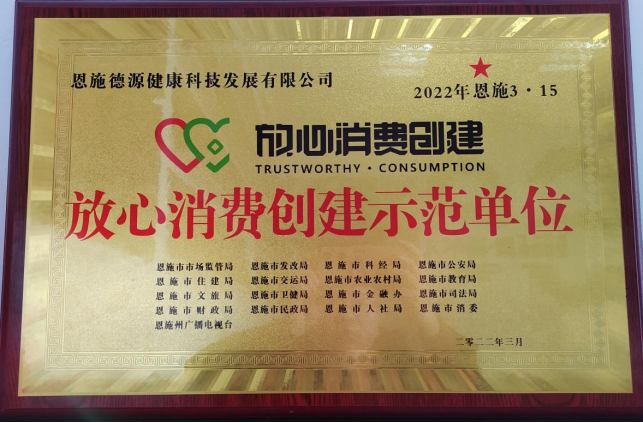 恩施德源健康科技发展有限公司
2022年恩施3·15
放心消费创建
TRUSTWORTHY·CONSUMPTION
放心消费创建示范单位
恩施市市场监管局 恩施市发改局 恩施市科经局 恩施市公安局
恩施市住建局 恩施市交运局 恩施市农业农村局 恩施市教育局
恩施市文旅局 恩施市卫健局 恩施市金融办 恩施市司法局
恩施市财政局 恩施市民政局 恩施市人社局 恩施市消委
恩施州广播电视台
二零二二年三月